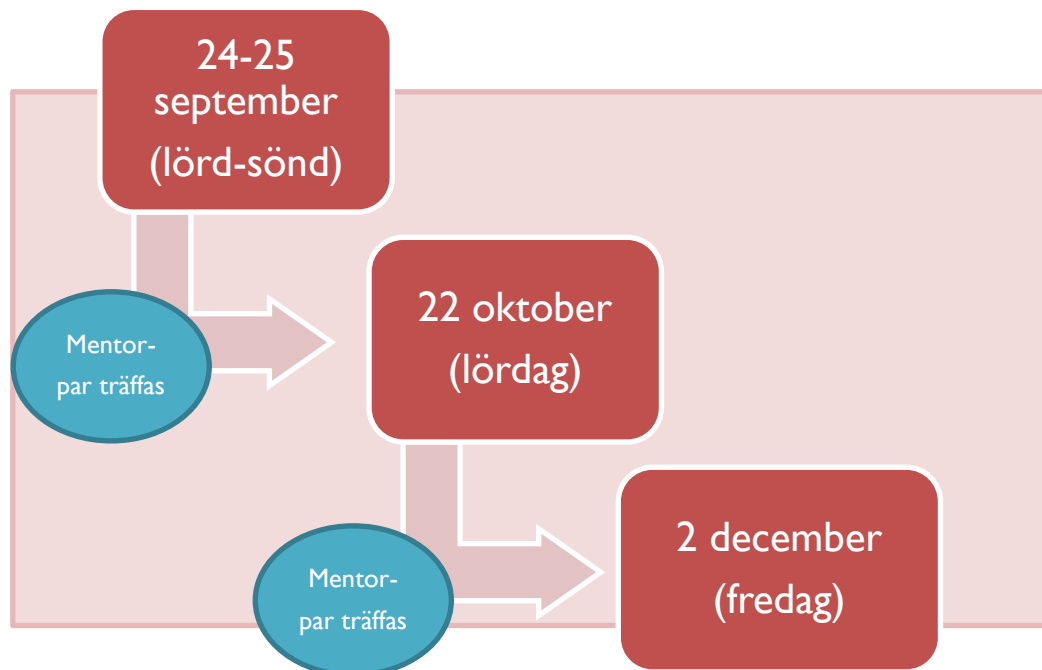 24-25
september
(lörd-sönd)
Mentor-
par träffas
22 oktober
(lördag)
Mentor-
par träffas
2 december
(fredag)